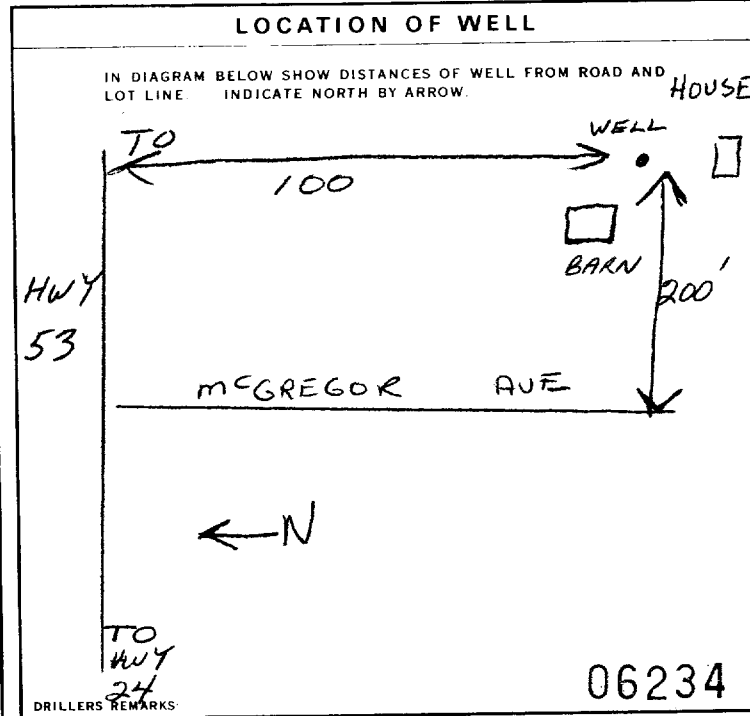 LOCATION OF WELL
IN DIAGRAM BELOW SHOW DISTANCES OF WELL FROM ROAD AND
LOT LINE. INDICATE NORTH BY ARROW.
HOUSE
TO
WELL
100
BARN
200'
HWY
53
McGREGOR AVE
N
TO
HWY
24
DRILLERS REMARKS
06234